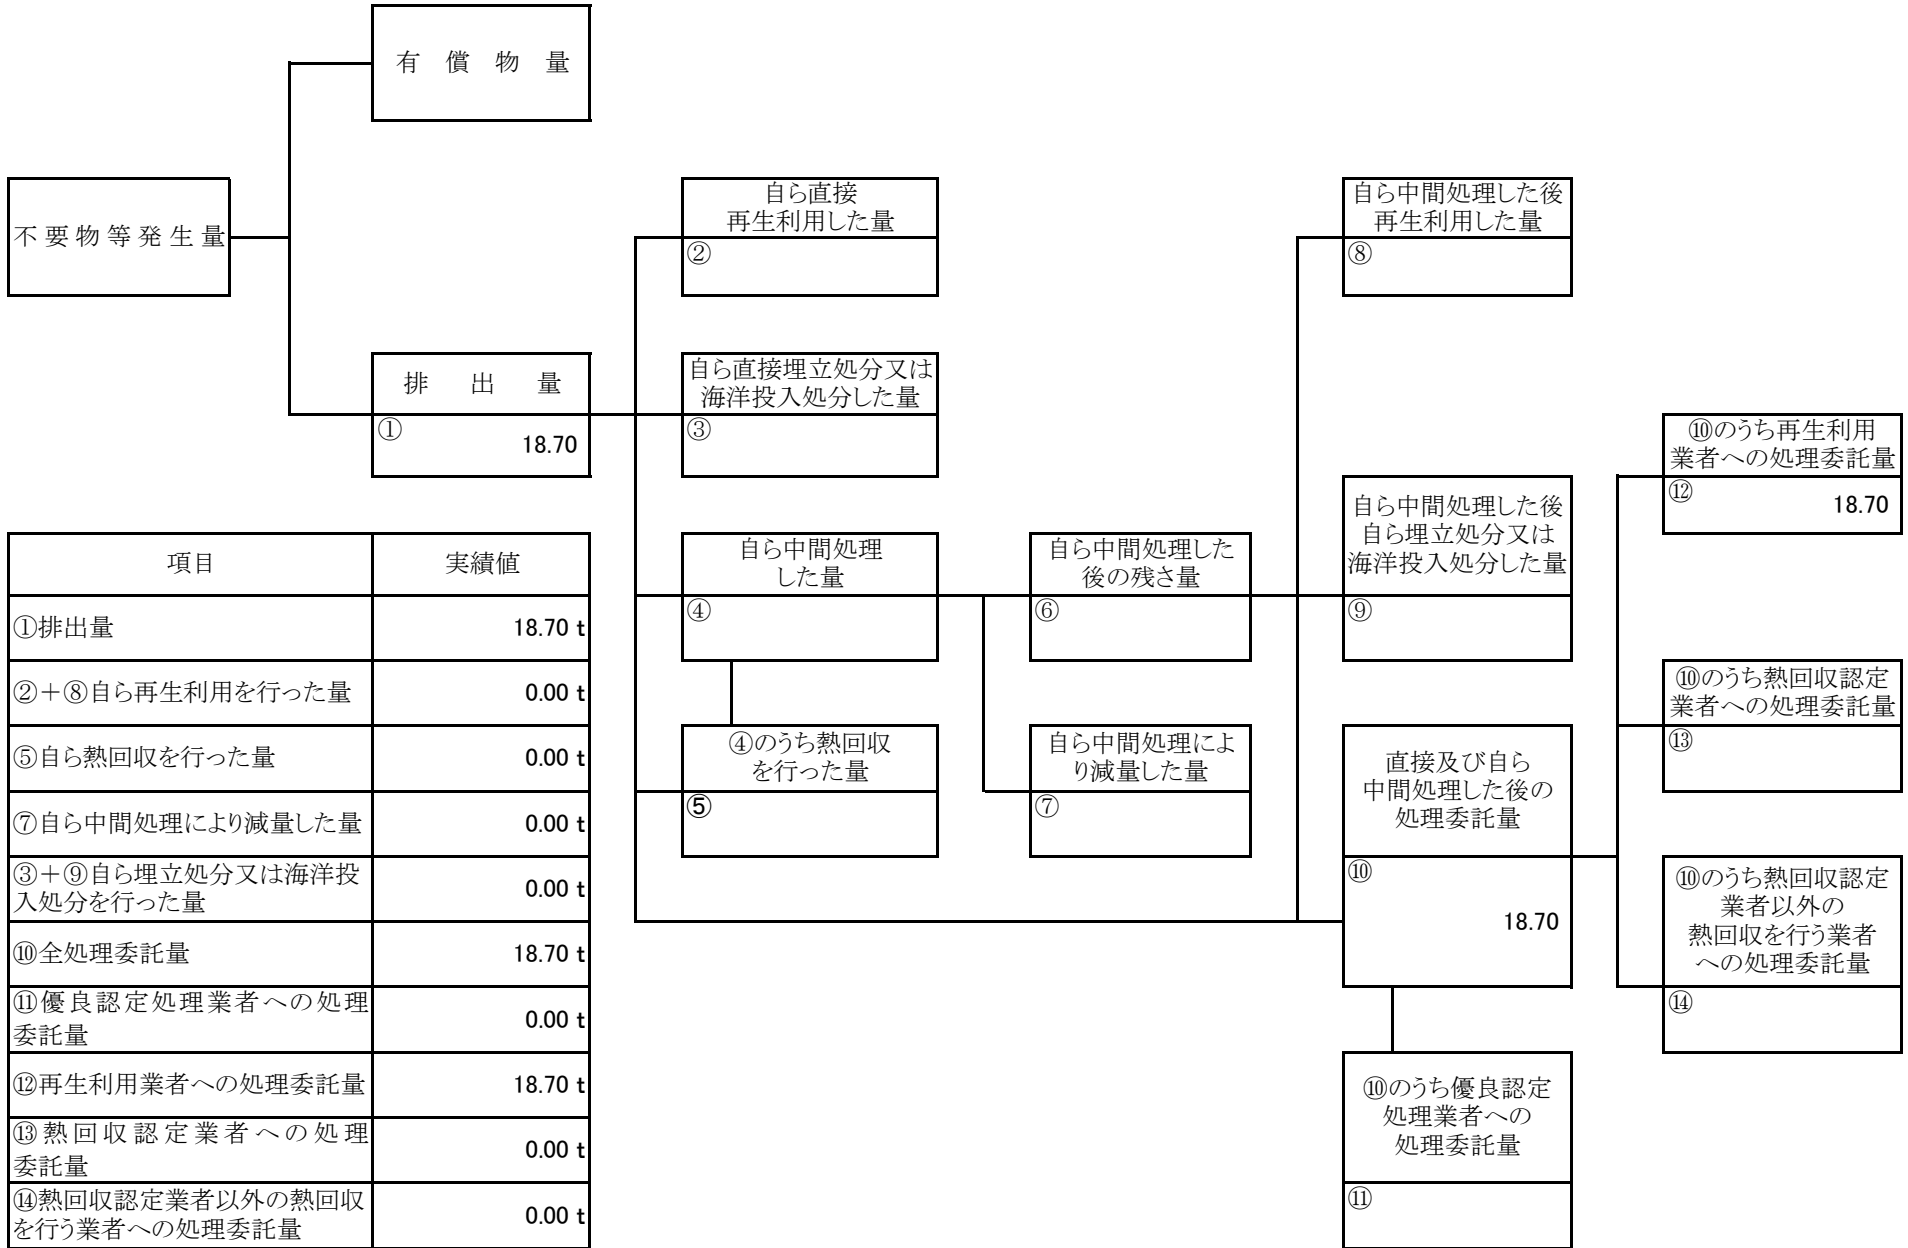 有　償　物　量
不 要 物 等 発 生 量
排　　出　　量
①
18.70
自ら直接
再生利用した量
②
自ら直接埋立処分又は
海洋投入処分した量
③
自ら中間処理
した量
④
④のうち熱回収
を行った量
⑤
自ら中間処理した
後の残さ量
⑥
自ら中間処理によ
り減量した量
⑦
自ら中間処理した後
再生利用した量
⑧
自ら中間処理した後
自ら埋立処分又は
海洋投入処分した量
⑨
直接及び自ら
中間処理した後の
処理委託量
⑩
18.70
⑩のうち優良認定
処理業者への
処理委託量
⑪
⑩のうち再生利用
業者への処理委託量
⑫
18.70
⑩のうち熱回収認定
業者への処理委託量
⑬
⑩のうち熱回収認定
業者以外の
熱回収を行う業者
への処理委託量
⑭
項目 実績値
①排出量 18.70 t
②＋⑧自ら再生利用を行った量 0.00 t
⑤自ら熱回収を行った量 0.00 t
⑦自ら中間処理により減量した量 0.00 t
③＋⑨自ら埋立処分又は海洋投
入処分を行った量 0.00 t
⑩全処理委託量 18.70 t
⑪優良認定処理業者への処理
委託量 0.00 t
⑫再生利用業者への処理委託量 18.70 t
⑬熱回収認定業者への処理
委託量 0.00 t
⑭熱回収認定業者以外の熱回収
を行う業者への処理委託量 0.00 t